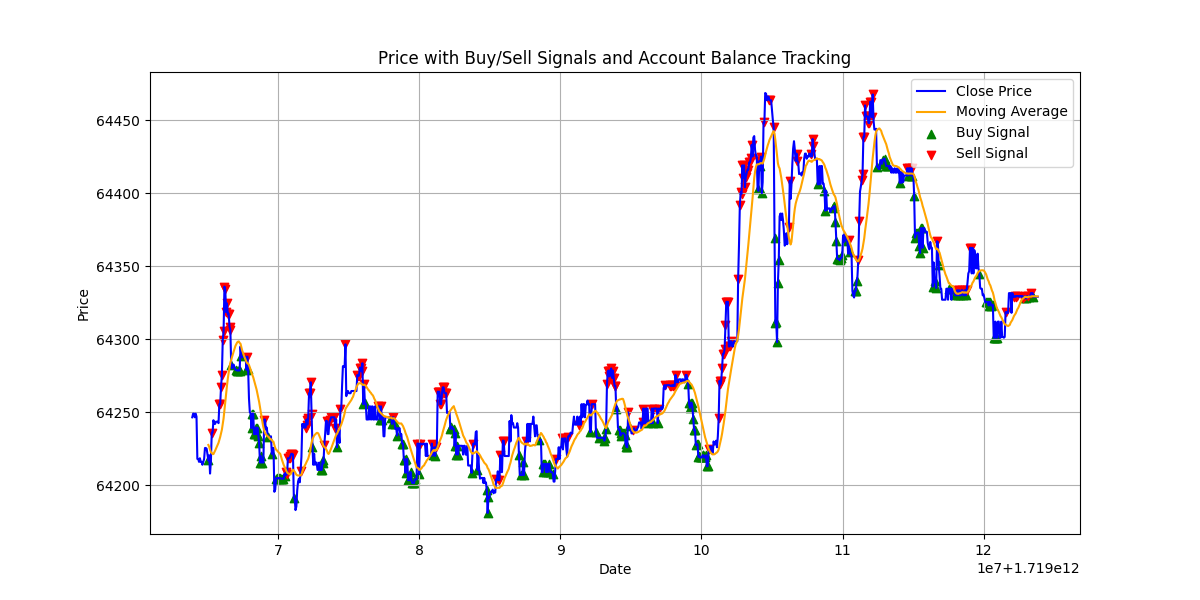 Price with Buy/Sell Signals and Account Balance Tracking
Close Price
Moving Average
Buy Signal
Sell Signal
64450
64400
64350
64300
64250
64200
Price
7 8 9 10 11 12
Date
1e7+1.719e12